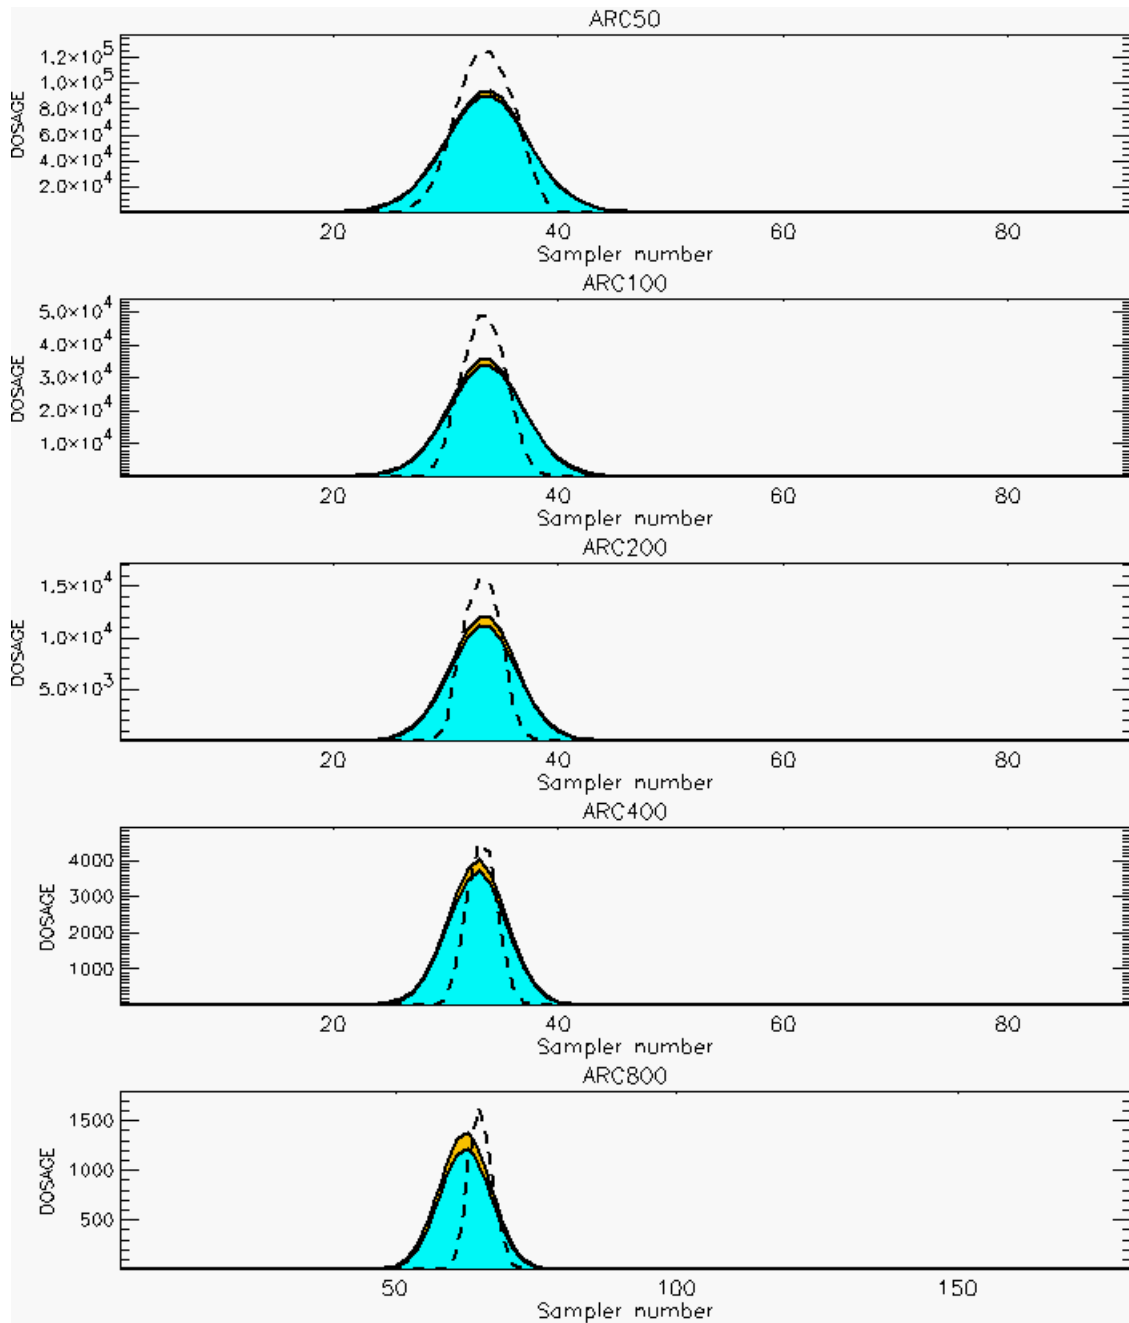 ARC50
1.2×10⁵
1.0×10⁵
8.0×10⁴
6.0×10⁴
4.0×10⁴
2.0×10⁴
DOSAGE
20 40 60 80
Sampler number
ARC100
5.0×10⁴
4.0×10⁴
3.0×10⁴
2.0×10⁴
1.0×10⁴
DOSAGE
20 40 60 80
Sampler number
ARC200
1.5×10⁴
1.0×10⁴
5.0×10³
DOSAGE
20 40 60 80
Sampler number
ARC400
4000
3000
2000
1000
DOSAGE
20 40 60 80
Sampler number
ARC800
1500
1000
500
DOSAGE
50 100 150
Sampler number